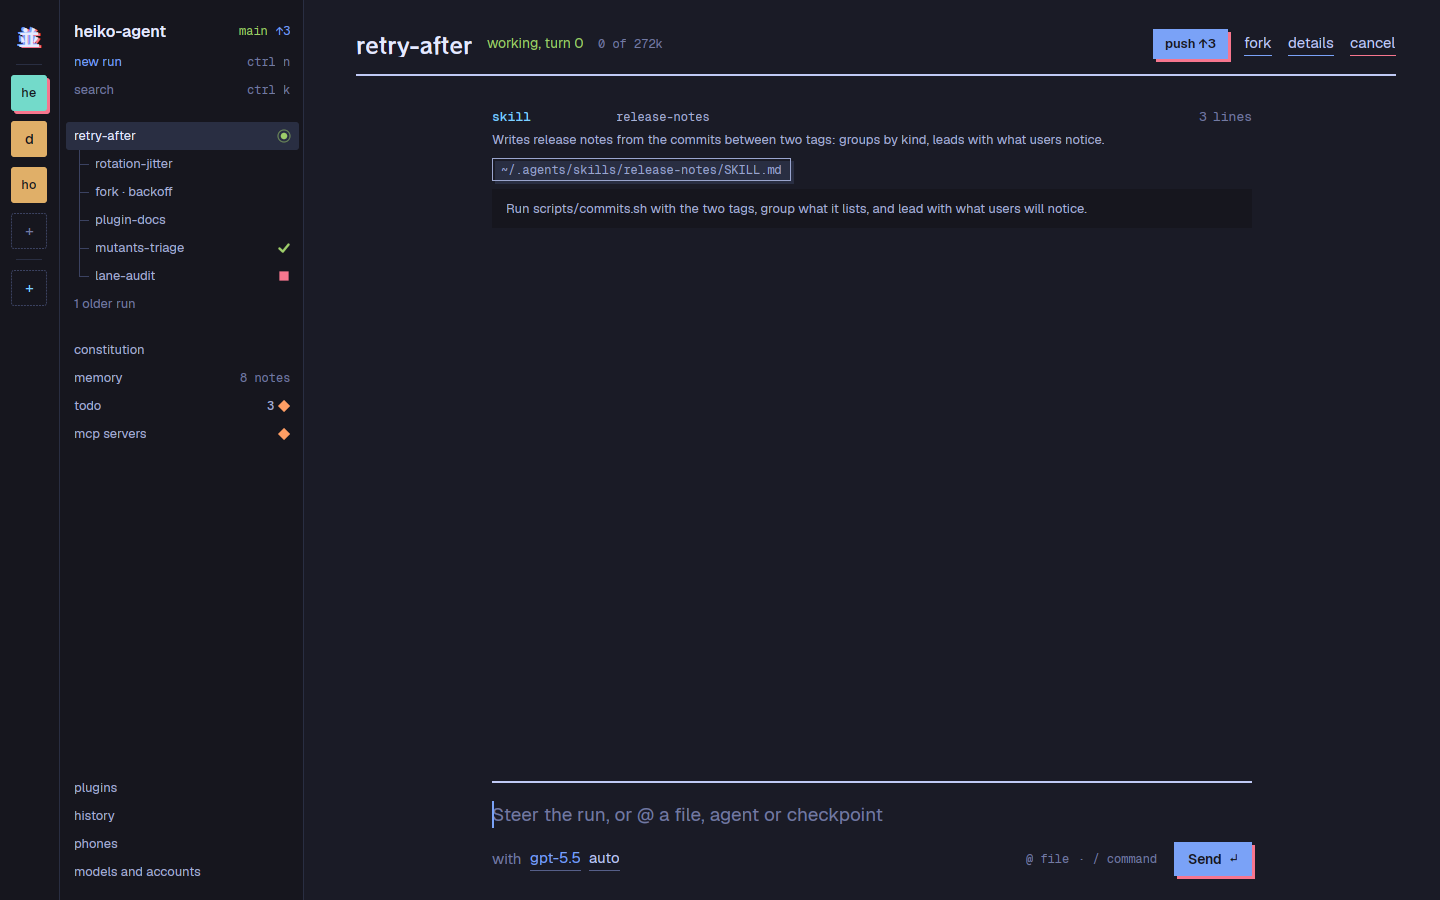 heiko-agent
main ↑3
new run
ctrl n
search
ctrl k
he
d
ho
+
+
retry-after
rotation-jitter
fork · backoff
plugin-docs
mutants-triage
lane-audit
1 older run
constitution
memory
8 notes
todo
3
mcp servers
plugins
history
phones
models and accounts
retry-after
working, turn 0
0 of 272k
push ↑3
fork
details
cancel
skill
release-notes
3 lines
Writes release notes from the commits between two tags: groups by kind, leads with what users notice.
~/.agents/skills/release-notes/SKILL.md
Run scripts/commits.sh with the two tags, group what it lists, and lead with what users will notice.
Steer the run, or @ a file, agent or checkpoint
with gpt-5.5 auto
@ file · / command
Send ↵